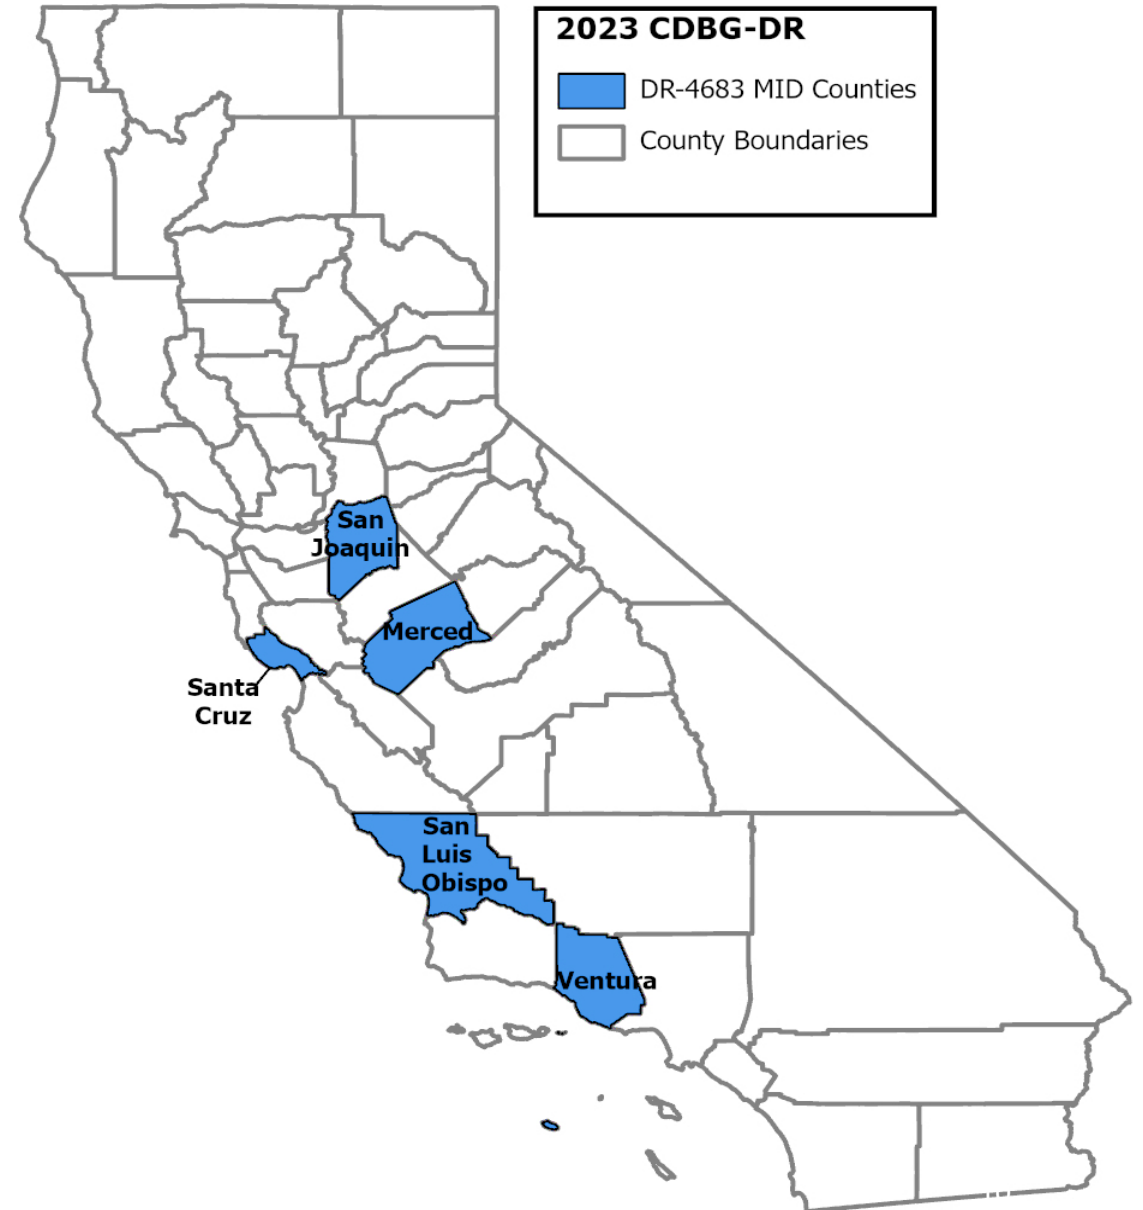 2023 CDBG-DR
DR-4683 MID Counties
County Boundaries
San
Joaquin
Merced
Santa
Cruz
San
Luis
Obispo
Ventura